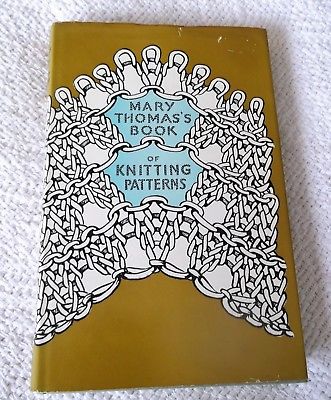 MARY
THOMAS'S
BOOK
OF
KNITTING
PATTERNS